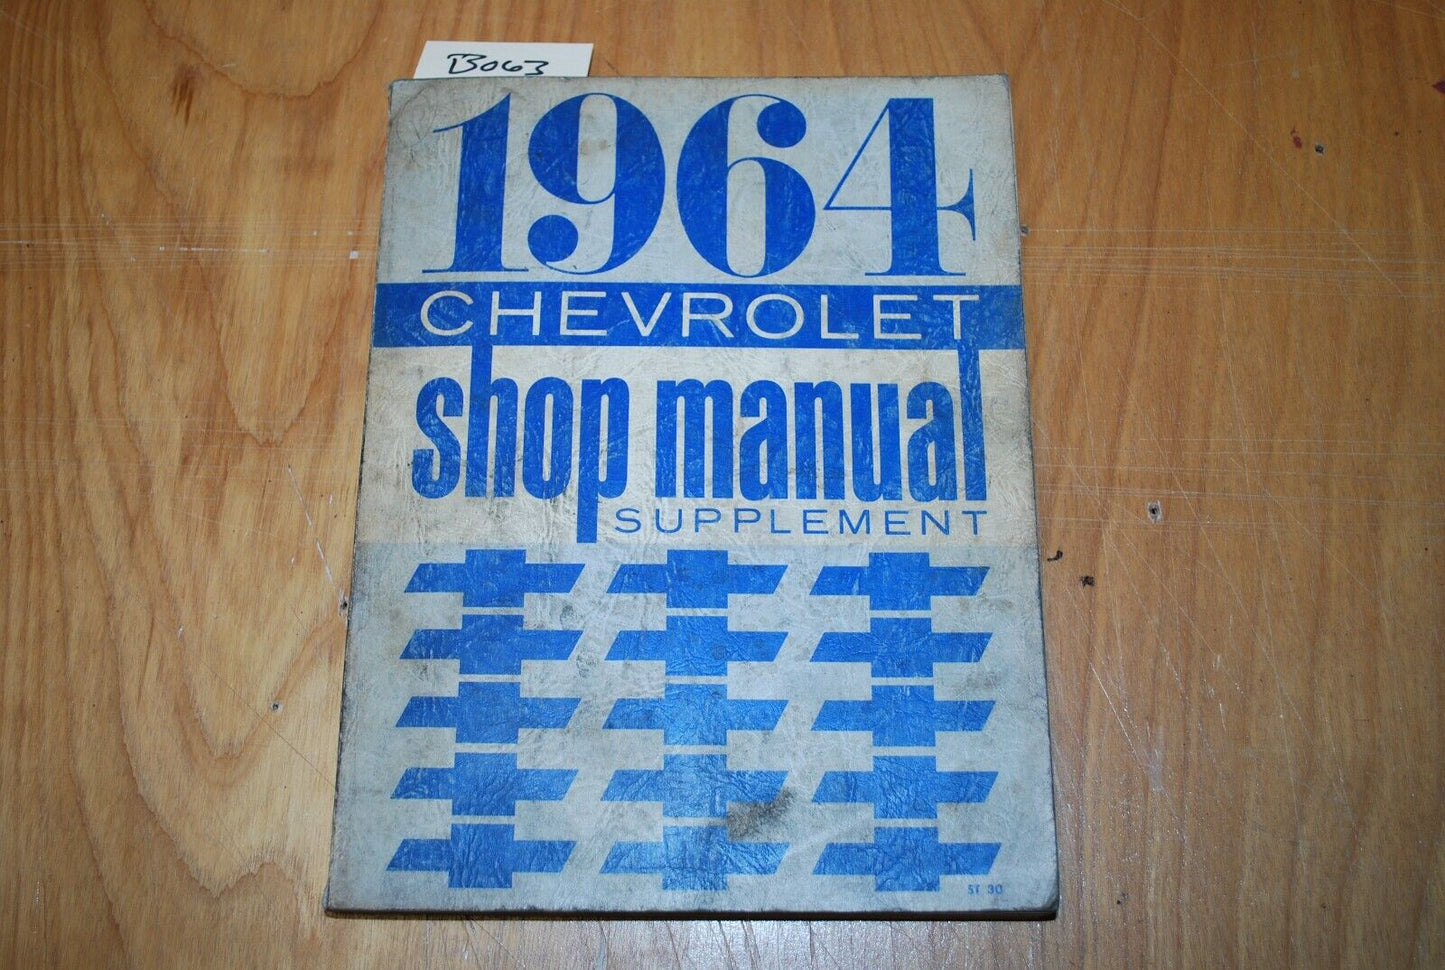 B063
1964
CHEVROLET
shop manual
SUPPLEMENT
ST 30